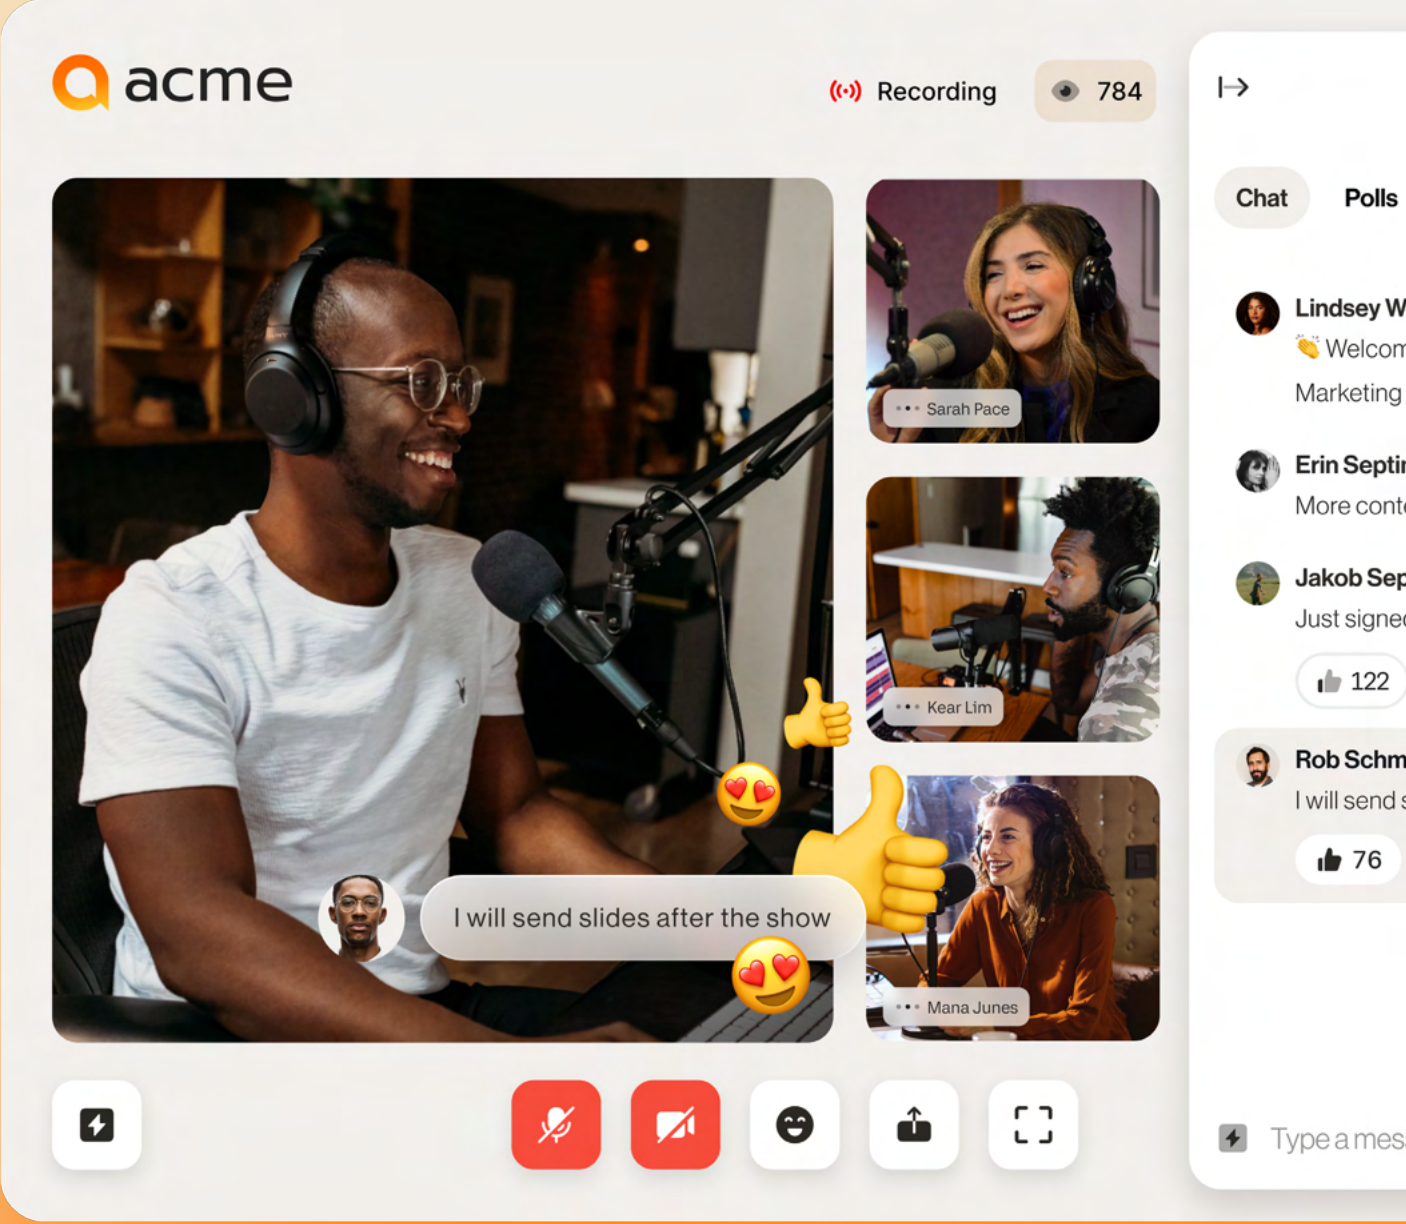 acme
Recording
784
Sarah Pace
Kear Lim
I will send slides after the show
Mana Junes
Chat
Polls
Lindsey W
👏 Welcom
Marketing
Erin Septi
More cont
Jakob Sep
Just signe
122
Rob Schm
I will send s
76
Type a mes